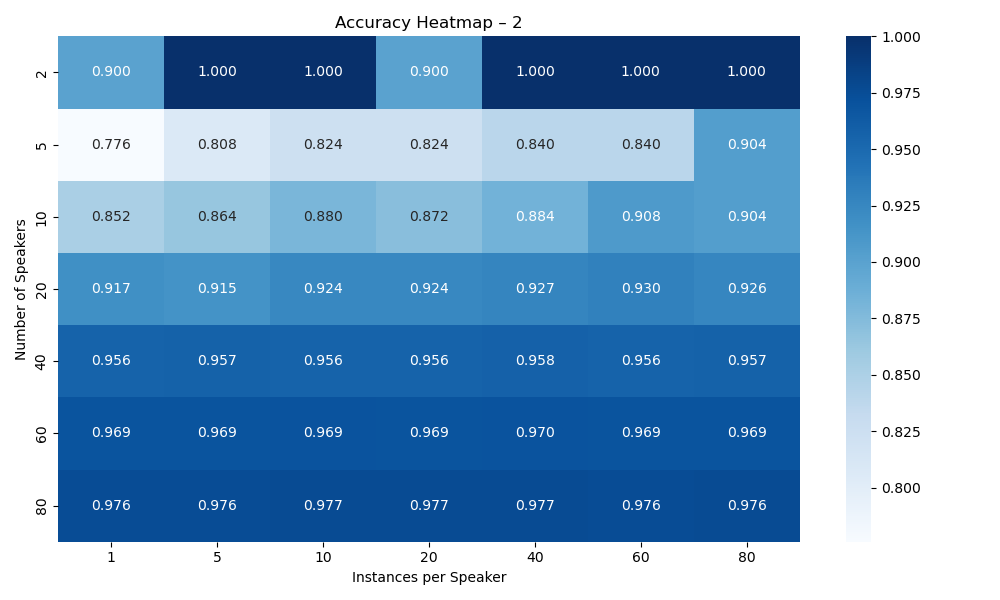 Accuracy Heatmap – 2
Number of Speakers
2 0.900 1.000 1.000 0.900 1.000 1.000 1.000
5 0.776 0.808 0.824 0.824 0.840 0.840 0.904
10 0.852 0.864 0.880 0.872 0.884 0.908 0.904
20 0.917 0.915 0.924 0.924 0.927 0.930 0.926
40 0.956 0.957 0.956 0.956 0.958 0.956 0.957
60 0.969 0.969 0.969 0.969 0.970 0.969 0.969
80 0.976 0.976 0.977 0.977 0.977 0.976 0.976
1 5 10 20 40 60 80
Instances per Speaker
1.000
0.975
0.950
0.925
0.900
0.875
0.850
0.825
0.800